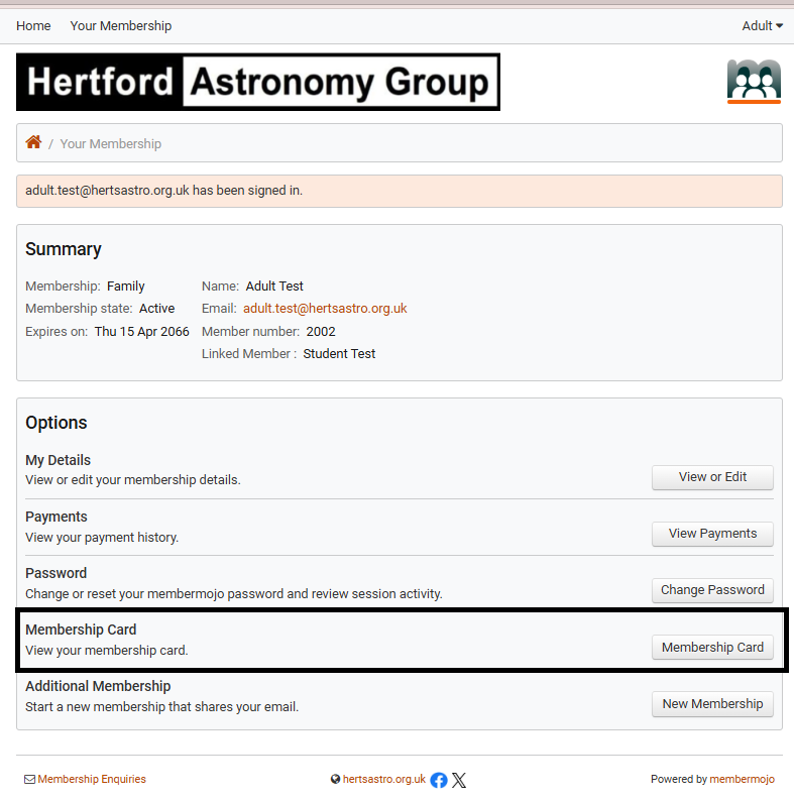 Home Your Membership Adult
Hertford Astronomy Group
/ Your Membership
adult.test@hertsastro.org.uk has been signed in.
Summary
Membership: Family Name: Adult Test
Membership state: Active Email: adult.test@hertsastro.org.uk
Expires on: Thu 15 Apr 2066 Member number: 2002
Linked Member : Student Test
Options
My Details
View or edit your membership details. View or Edit
Payments
View your payment history. View Payments
Password
Change or reset your membermojo password and review session activity. Change Password
Membership Card
View your membership card. Membership Card
Additional Membership
Start a new membership that shares your email. New Membership
Membership Enquiries hertsastro.org.uk Powered by membermojo